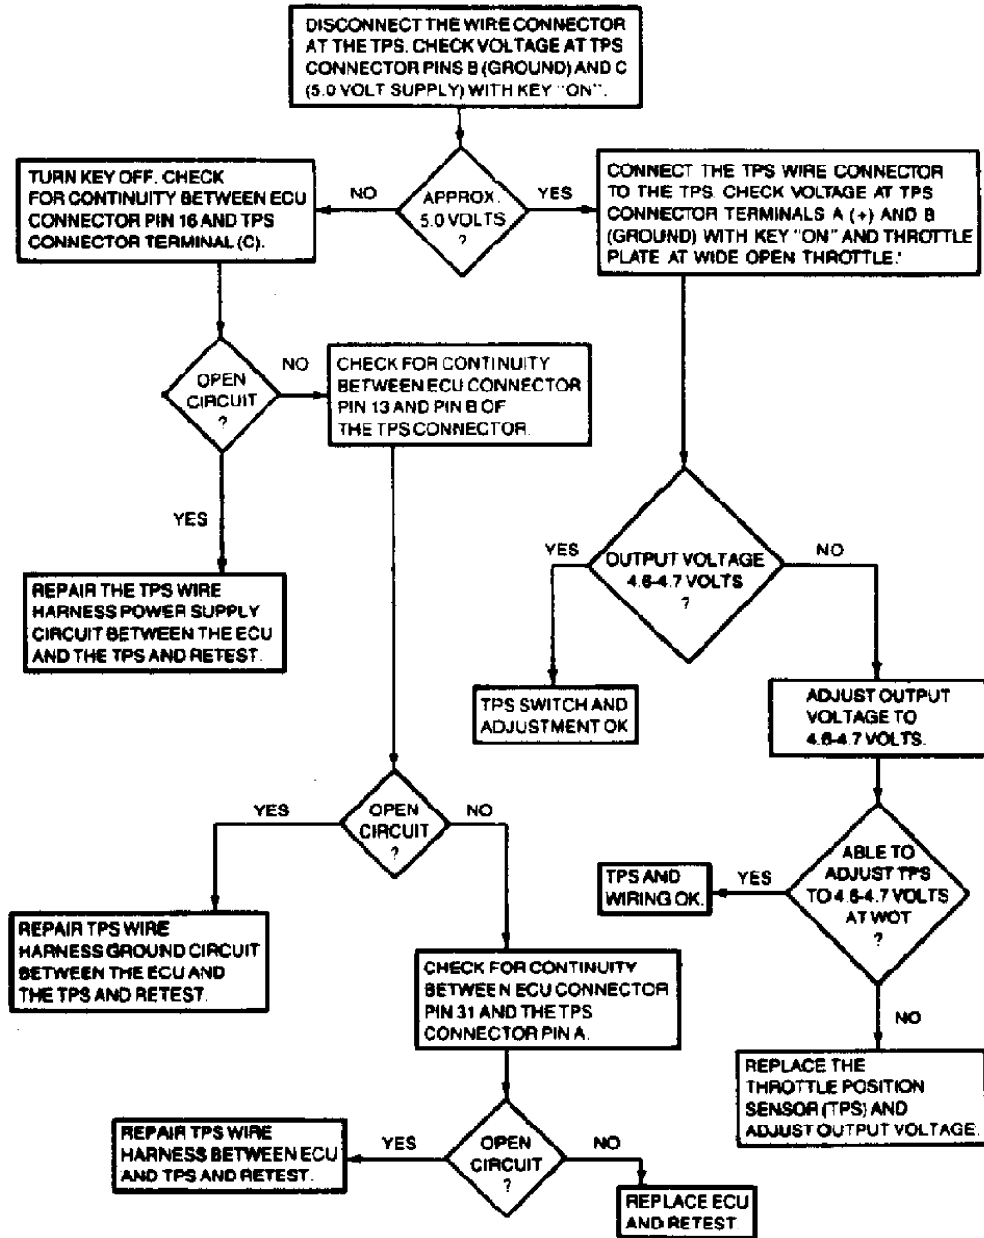 DISCONNECT THE WIRE CONNECTOR
AT THE TPS. CHECK VOLTAGE AT TPS
CONNECTOR PINS B (GROUND) AND C
(5.0 VOLT SUPPLY) WITH KEY "ON".
TURN KEY OFF. CHECK
FOR CONTINUITY BETWEEN ECU
CONNECTOR PIN 16 AND TPS
CONNECTOR TERMINAL (C).
NO
APPROX.
5.0 VOLTS
?
YES
CONNECT THE TPS WIRE CONNECTOR
TO THE TPS. CHECK VOLTAGE AT TPS
CONNECTOR TERMINALS A (+) AND B
(GROUND) WITH KEY "ON" AND THROTTLE
PLATE AT WIDE OPEN THROTTLE.'
OPEN
CIRCUIT
?
NO
CHECK FOR CONTINUITY
BETWEEN ECU CONNECTOR
PIN 13 AND PIN B OF
THE TPS CONNECTOR.
YES
REPAIR THE TPS WIRE
HARNESS POWER SUPPLY
CIRCUIT BETWEEN THE ECU
AND THE TPS AND RETEST.
YES
OUTPUT VOLTAGE
4.6-4.7 VOLTS
?
NO
TPS SWITCH AND
ADJUSTMENT OK
ADJUST OUTPUT
VOLTAGE TO
4.6-4.7 VOLTS.
YES
OPEN
CIRCUIT
?
NO
TPS AND
WIRING OK.
YES
ABLE TO
ADJUST TPS
TO 4.6-4.7 VOLTS
AT WOT
?
REPAIR TPS WIRE
HARNESS GROUND CIRCUIT
BETWEEN THE ECU AND
THE TPS AND RETEST.
CHECK FOR CONTINUITY
BETWEEN ECU CONNECTOR
PIN 31 AND THE TPS
CONNECTOR PIN A.
NO
REPLACE THE
THROTTLE POSITION
SENSOR (TPS) AND
ADJUST OUTPUT VOLTAGE.
REPAIR TPS WIRE
HARNESS BETWEEN ECU
AND TPS AND RETEST.
YES
OPEN
CIRCUIT
?
NO
REPLACE ECU
AND RETEST